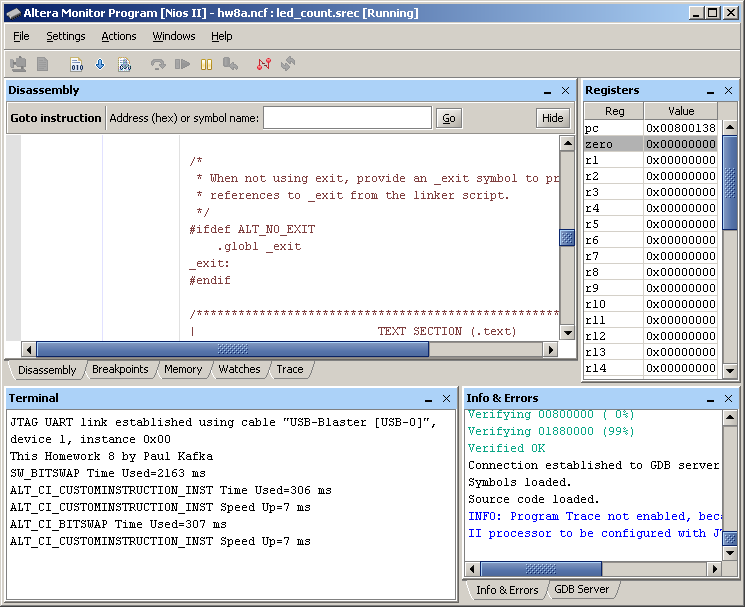 Altera Monitor Program [Nios II] - hw8a.ncf : led_count.srec [Running]
File Settings Actions Windows Help
Disassembly
Goto instruction Address (hex) or symbol name: Go Hide
/*
* When not using exit, provide an _exit symbol to pr
* references to _exit from the linker script.
*/
#ifdef ALT_NO_EXIT
.globl _exit
_exit:
#endif
/****************************************************
| TEXT SECTION (.text)
Disassembly Breakpoints Memory Watches Trace
Registers
Reg Value
pc 0x00800138
zero 0x00000000
r1 0x00000000
r2 0x00000000
r3 0x00000000
r4 0x00000000
r5 0x00000000
r6 0x00000000
r7 0x00000000
r8 0x00000000
r9 0x00000000
r10 0x00000000
r11 0x00000000
r12 0x00000000
r13 0x00000000
r14 0x00000000
Terminal
JTAG UART link established using cable "USB-Blaster [USB-0]",
device 1, instance 0x00
This Homework 8 by Paul Kafka
SW_BITSWAP Time Used=2163 ms
ALT_CI_CUSTOMINSTRUCTION_INST Time Used=306 ms
ALT_CI_CUSTOMINSTRUCTION_INST Speed Up=7 ms
ALT_CI_BITSWAP Time Used=307 ms
ALT_CI_CUSTOMINSTRUCTION_INST Speed Up=7 ms
Info & Errors
Verifying 00800000 ( 0%)
Verifying 01880000 (99%)
Verified OK
Connection established to GDB server
Symbols loaded.
Source code loaded.
INFO: Program Trace not enabled, beca
II processor to be configured with JT
Info & Errors GDB Server